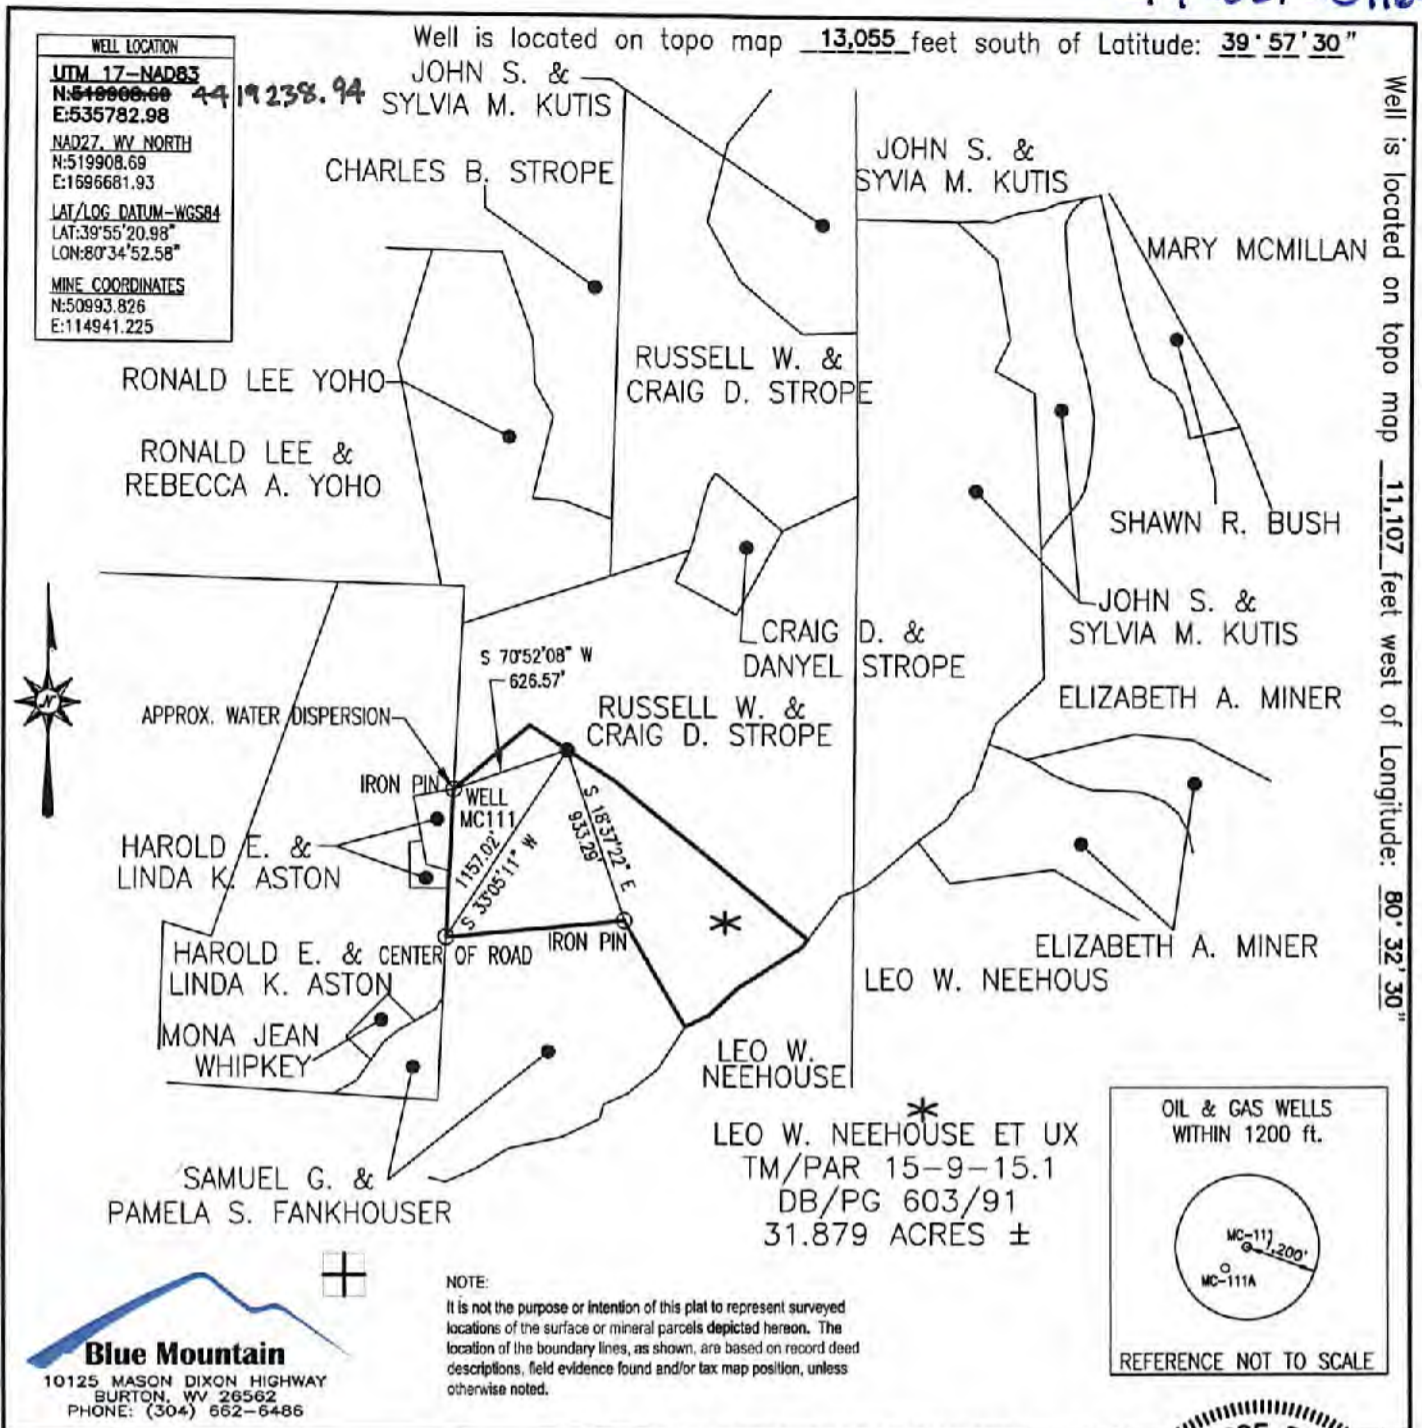 Well is located on topo map 13,055 feet south of Latitude: 39°57'30"
WELL LOCATION
UTM 17-NAD83
N:519908.69 4419238.94
E:535782.98
NAD27, WV NORTH
N:519908.69
E:1696681.93
LAT/LOG DATUM-WGS84
LAT:39°55'20.98"
LON:80°34'52.58"
MINE COORDINATES
N:50993.826
E:114941.225
JOHN S. &
SYLVIA M. KUTIS
CHARLES B. STROPE
JOHN S. &
SYVIA M. KUTIS
MARY MCMILLAN
Well is located on topo map 11,107 feet west of Longitude: 80° 32' 30"
RONALD LEE YOHO
RUSSELL W. &
CRAIG D. STROPE
RONALD LEE &
REBECCA A. YOHO
SHAWN R. BUSH
JOHN S. &
SYLVIA M. KUTIS
CRAIG D. &
DANYEL STROPE
S 70°52'08" W
626.57'
ELIZABETH A. MINER
APPROX. WATER DISPERSION
RUSSELL W. &
CRAIG D. STROPE
IRON PIN
WELL
MC111
S 18°37'22" E
933.29'
1157.02'
S 33°05'11" W
HAROLD E. &
LINDA K. ASTON
IRON PIN
*
CENTER OF ROAD
HAROLD E. &
LINDA K. ASTON
ELIZABETH A. MINER
LEO W. NEEHOUS
MONA JEAN
WHIPKEY
LEO W.
NEEHOUSE
*
LEO W. NEEHOUSE ET UX
TM/PAR 15-9-15.1
DB/PG 603/91
31.879 ACRES ±
SAMUEL G. &
PAMELA S. FANKHOUSER
OIL & GAS WELLS
WITHIN 1200 ft.
MC-111
1,200'
MC-111A
REFERENCE NOT TO SCALE
Blue Mountain
10125 MASON DIXON HIGHWAY
BURTON, WV 26562
PHONE: (304) 662-6486
NOTE:
It is not the purpose or intention of this plat to represent surveyed
locations of the surface or mineral parcels depicted hereon. The
location of the boundary lines, as shown, are based on record deed
descriptions, field evidence found and/or tax map position, unless
otherwise noted.